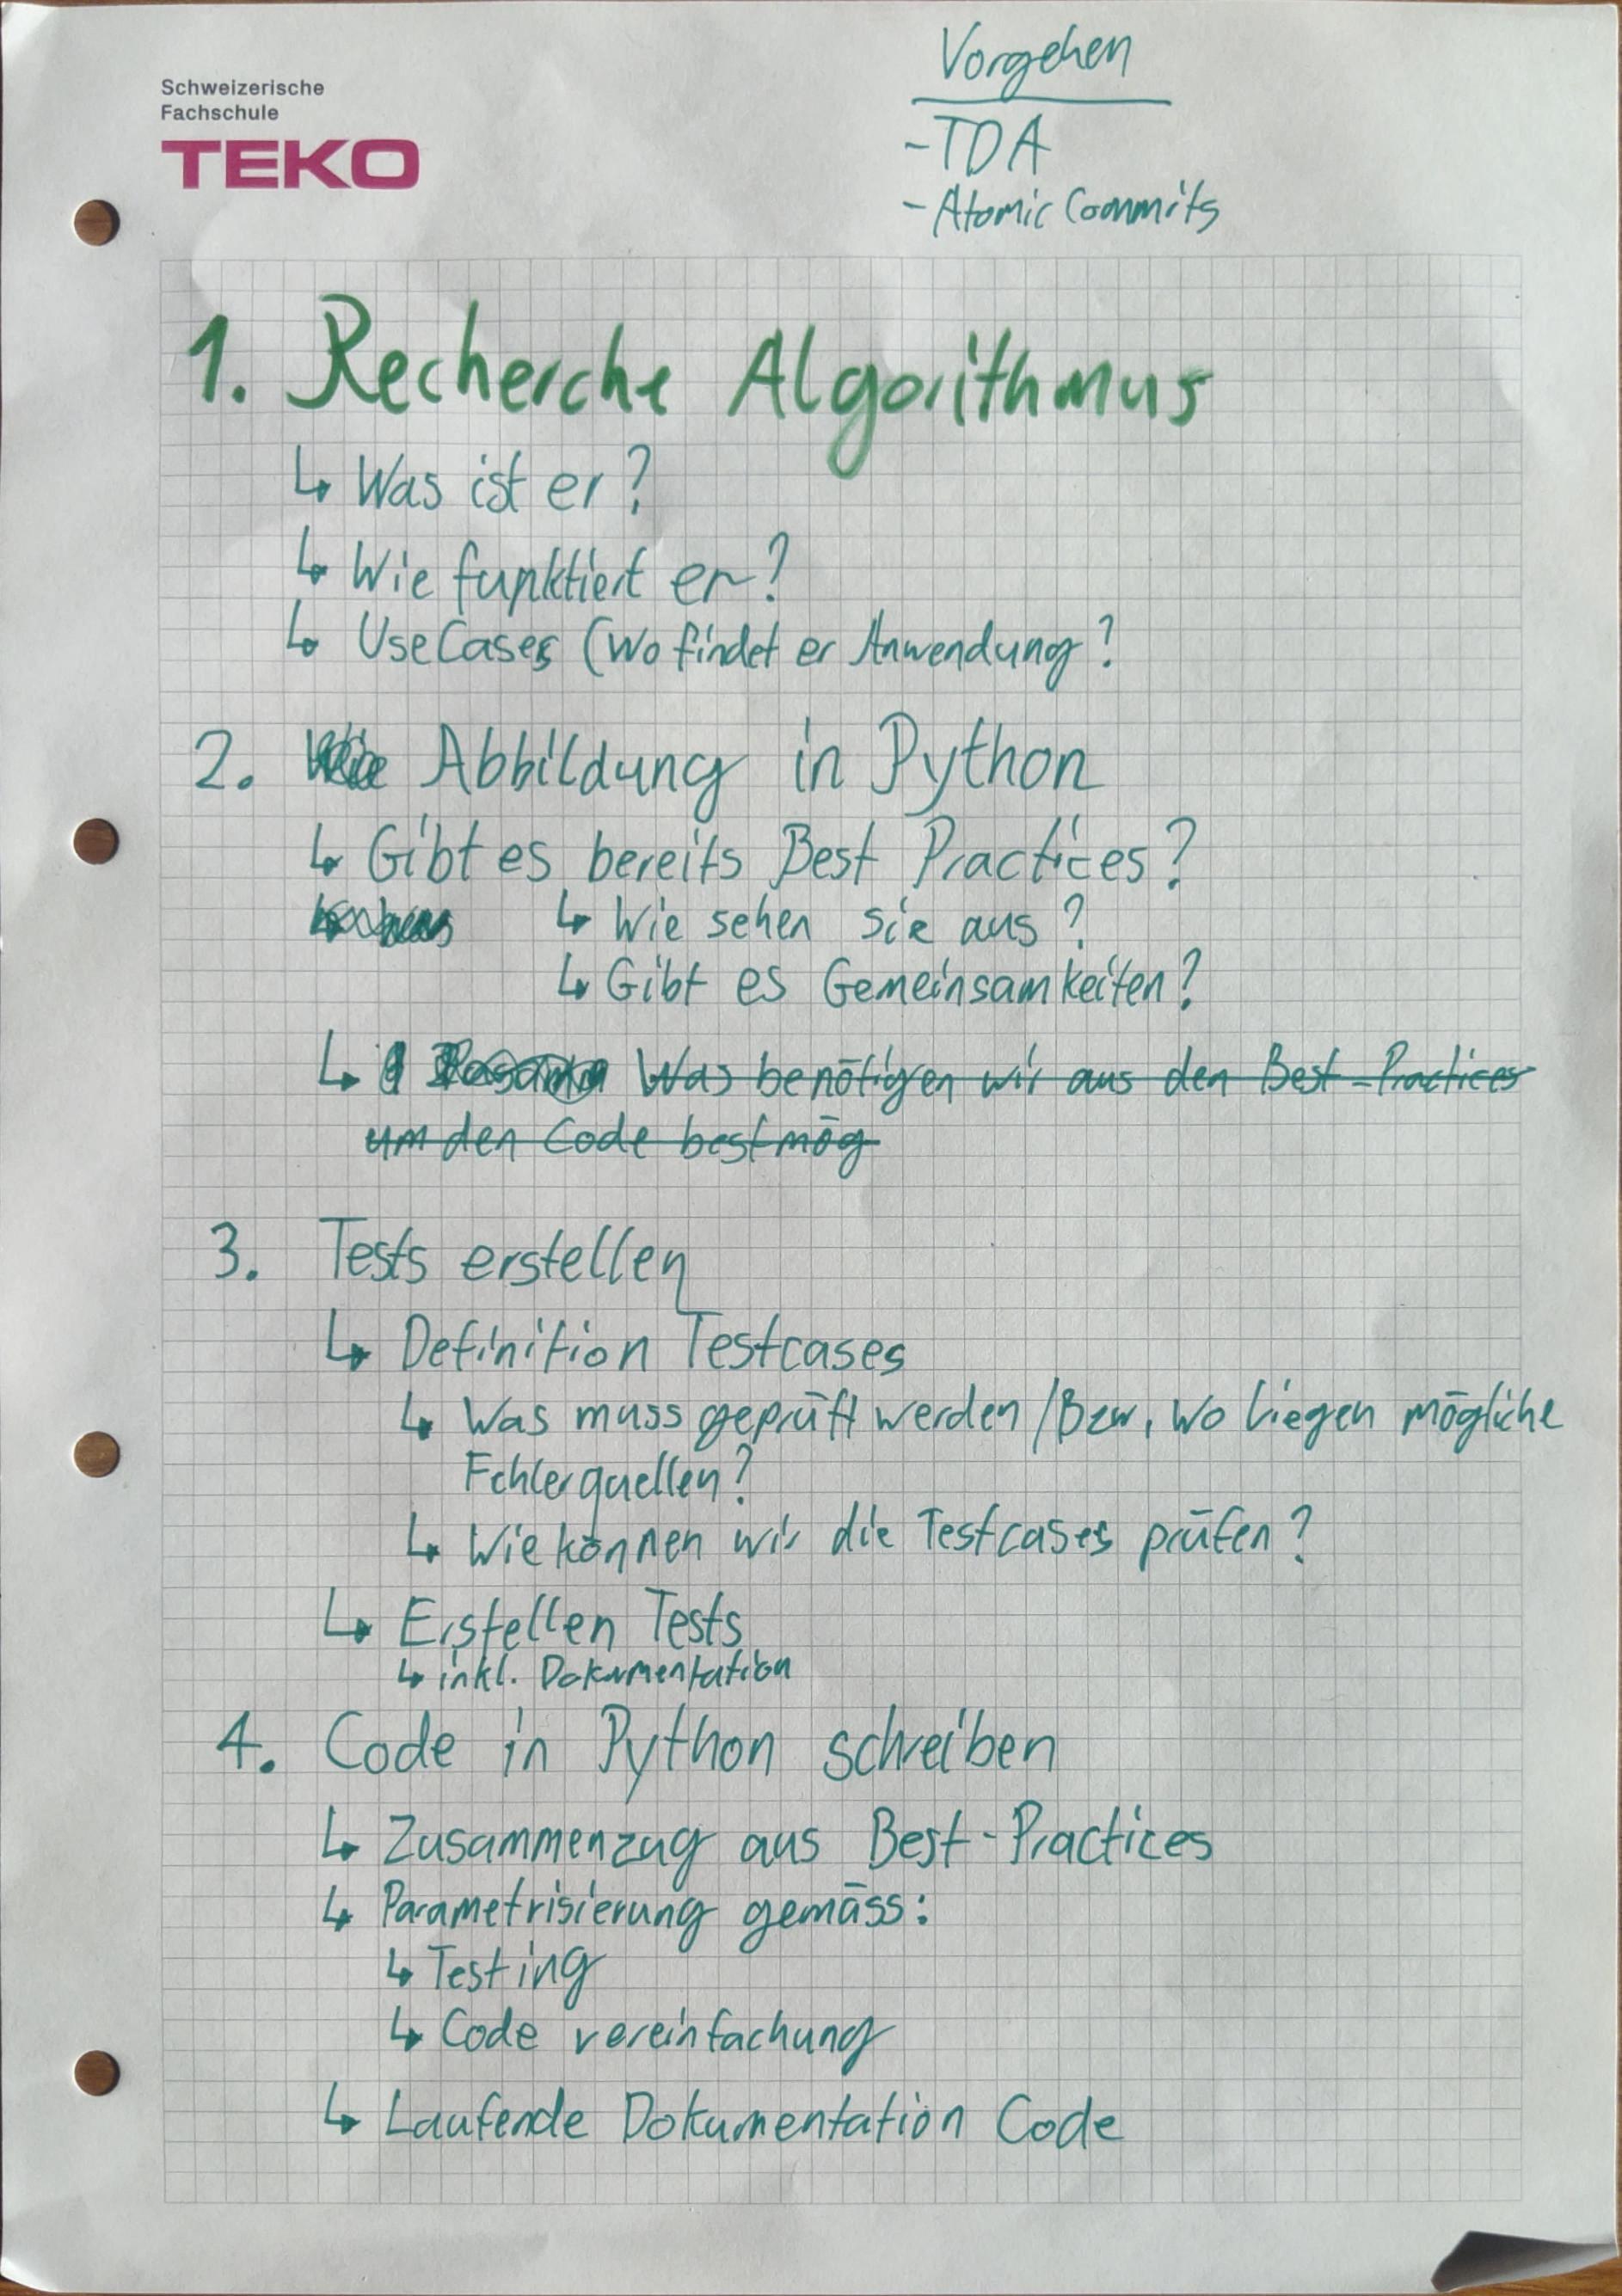 Schweizerische
Fachschule
TEKO
Vorgehen
- TDA
- Atomic Commits
1. Recherche Algorithmus
↳ Was ist er?
↳ Wie funktiert er?
↳ UseCases (Wo findet er Anwendung?
2. Abbildung in Python
↳ Gibt es bereits Best Practices?
↳ Wie sehen sie aus?
↳ Gibt es Gemeinsamkeiten?
↳ Was benötigen wir aus den Best-Practices
um den Code bestmög
3. Tests erstellen
↳ Definition Testcases
↳ Was muss geprüft werden / Bzw. Wo liegen mögliche
Fehlerquellen?
↳ Wie können wir die Testcases prüfen?
↳ Erstellen Tests
↳ inkl. Dokumentation
4. Code in Python schreiben
↳ Zusammenzug aus Best-Practices
↳ Parametrisierung gemäss:
↳ Testing
↳ Code vereinfachung
↳ Laufende Dokumentation Code